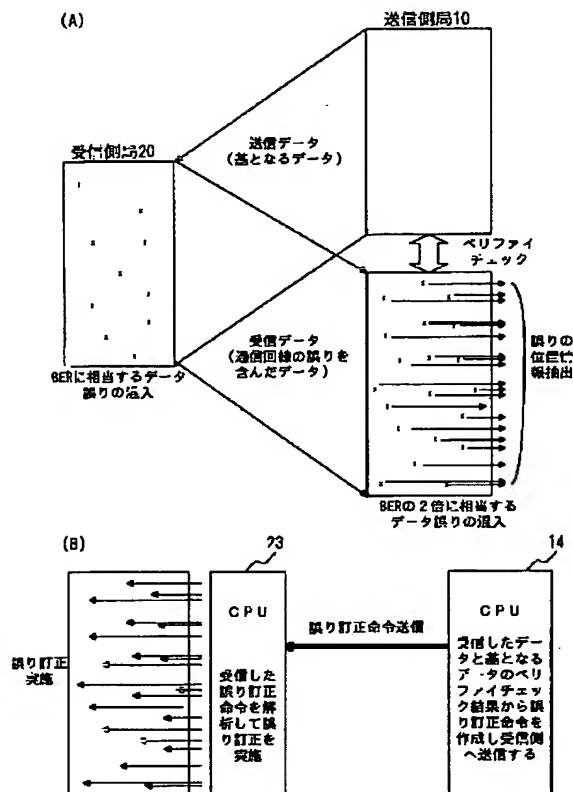 (A)
送信側局10
送信データ
(基となるデータ)
受信側局20
ベリファイ
チェック
受信データ
(通信回線の誤りを
含んだデータ)
誤りの
位置情
報抽出
BERに相当するデータ
誤りの混入
BERの2倍に相当する
データ誤りの混入
(B)
23
14
CPU
CPU
誤り訂正命令送信
誤り訂正
実施
受信した
誤り訂正
命令を解
析して誤
り訂正を
実施
受信したデー
タと基となる
データのベリ
ファイチェッ
ク結果から誤
り訂正命令を
作成し受信側
へ送信する